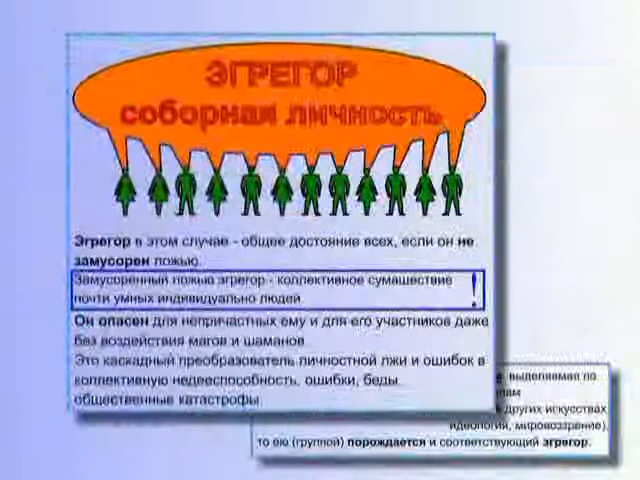 ЭГРЕГОР
соборная личность
Эгрегор в этом случае - общее достояние всех, если он не
замусорен ложью.
Замусоренный ложью эгрегор - коллективное сумашествие
почти умных индивидуально людей.
!
Он опасен для непричастных ему и для его участников даже
без воздействия магов и шаманов.
Это каскадный преобразователь личностной лжи и ошибок в
коллективную недееспособность, ошибки, беды.
общественные катастрофы.
выделяемая по
других искусствах
идеологии, мировоззрение),
то ею (группой) порождается и соответствующий эгрегор.